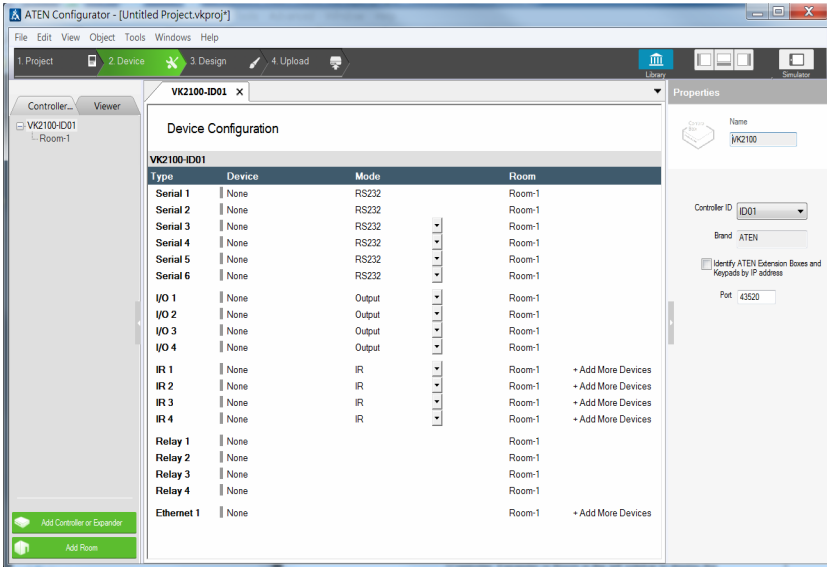 ATEN Configurator - [Untitled Project.vkproj*]
File Edit View Object Tools Windows Help
1. Project 2. Device 3. Design 4. Upload Library Simulator
Controller... Viewer
VK2100-ID01
Room-1
Add Controller or Expander
Add Room
VK2100-ID01 X
Device Configuration
VK2100-ID01
Type Device Mode Room
Serial 1 None RS232 Room-1
Serial 2 None RS232 Room-1
Serial 3 None RS232 Room-1
Serial 4 None RS232 Room-1
Serial 5 None RS232 Room-1
Serial 6 None RS232 Room-1
I/O 1 None Output Room-1
I/O 2 None Output Room-1
I/O 3 None Output Room-1
I/O 4 None Output Room-1
IR 1 None IR Room-1 + Add More Devices
IR 2 None IR Room-1 + Add More Devices
IR 3 None IR Room-1 + Add More Devices
IR 4 None IR Room-1 + Add More Devices
Relay 1 None Room-1
Relay 2 None Room-1
Relay 3 None Room-1
Relay 4 None Room-1
Ethernet 1 None Room-1 + Add More Devices
Properties
Name
VK2100
Controller ID ID01
Brand ATEN
Identify ATEN Extension Boxes and
Keypads by IP address
Port 43520